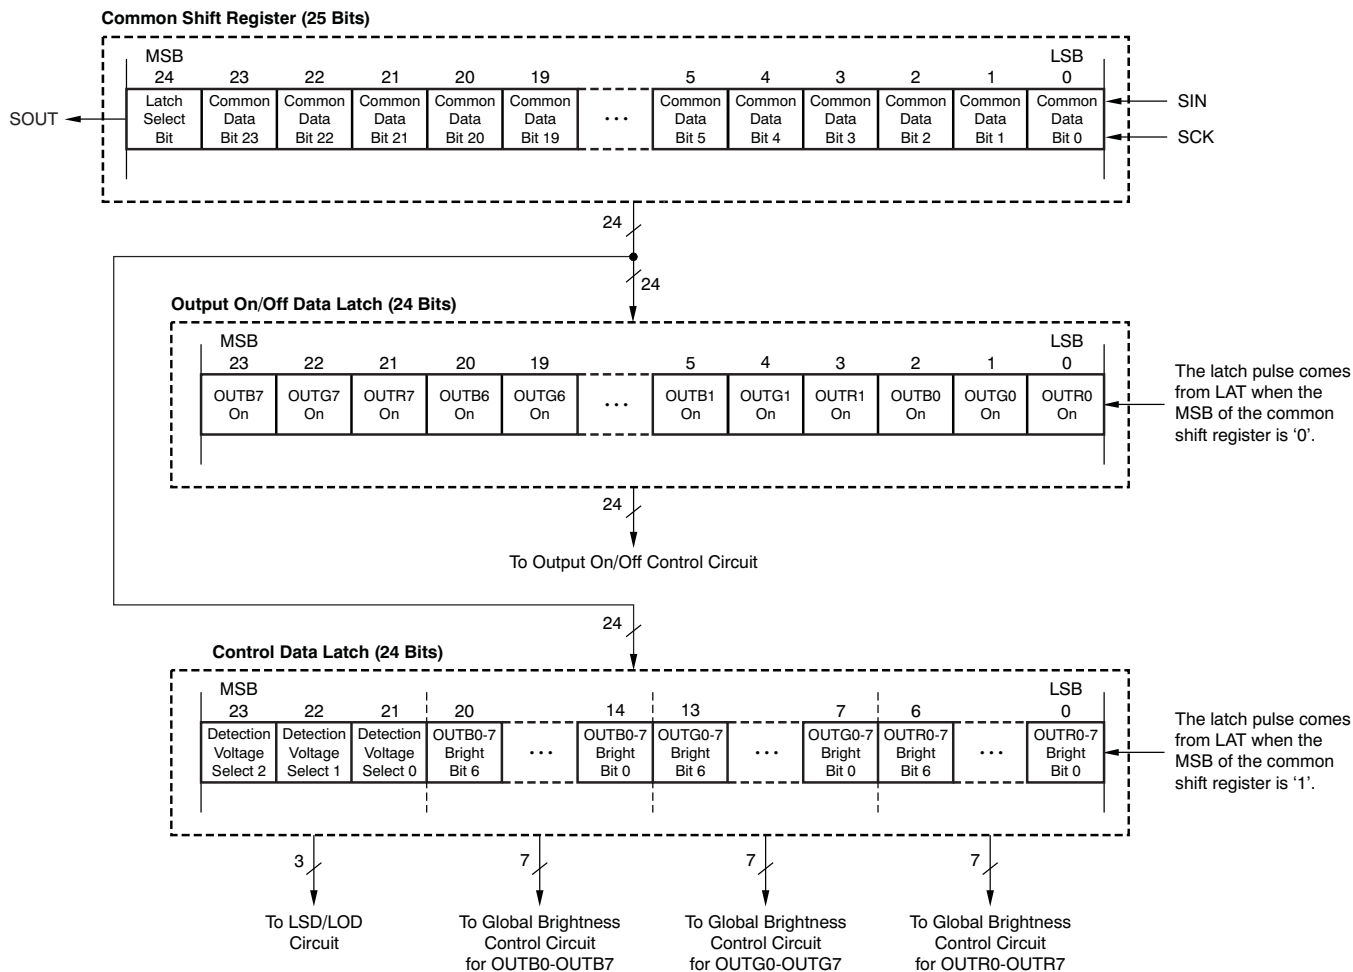 Common Shift Register (25 Bits)
MSB LSB
24 23 22 21 20 19 5 4 3 2 1 0
Latch Common Common Common Common Common Common Common Common Common Common Common
Select Data Data Data Data Data ... Data Data Data Data Data Data
Bit Bit 23 Bit 22 Bit 21 Bit 20 Bit 19 Bit 5 Bit 4 Bit 3 Bit 2 Bit 1 Bit 0
SOUT
SIN
SCK
24
24
Output On/Off Data Latch (24 Bits)
MSB LSB
23 22 21 20 19 5 4 3 2 1 0
OUTB7 OUTG7 OUTR7 OUTB6 OUTG6 ... OUTB1 OUTG1 OUTR1 OUTB0 OUTG0 OUTR0
On On On On On On On On On On On
The latch pulse comes
from LAT when the
MSB of the common
shift register is ‘0’.
24
To Output On/Off Control Circuit
24
Control Data Latch (24 Bits)
MSB LSB
23 22 21 20 14 13 7 6 0
Detection Detection Detection OUTB0-7 OUTB0-7 OUTG0-7 OUTG0-7 OUTR0-7 OUTR0-7
Voltage Voltage Voltage Bright ... Bright Bright ... Bright Bright ... Bright
Select 2 Select 1 Select 0 Bit 6 Bit 0 Bit 6 Bit 0 Bit 6 Bit 0
The latch pulse comes
from LAT when the
MSB of the common
shift register is ‘1’.
3 7 7 7
To LSD/LOD
Circuit
To Global Brightness
Control Circuit
for OUTB0-OUTB7
To Global Brightness
Control Circuit
for OUTG0-OUTG7
To Global Brightness
Control Circuit
for OUTR0-OUTR7